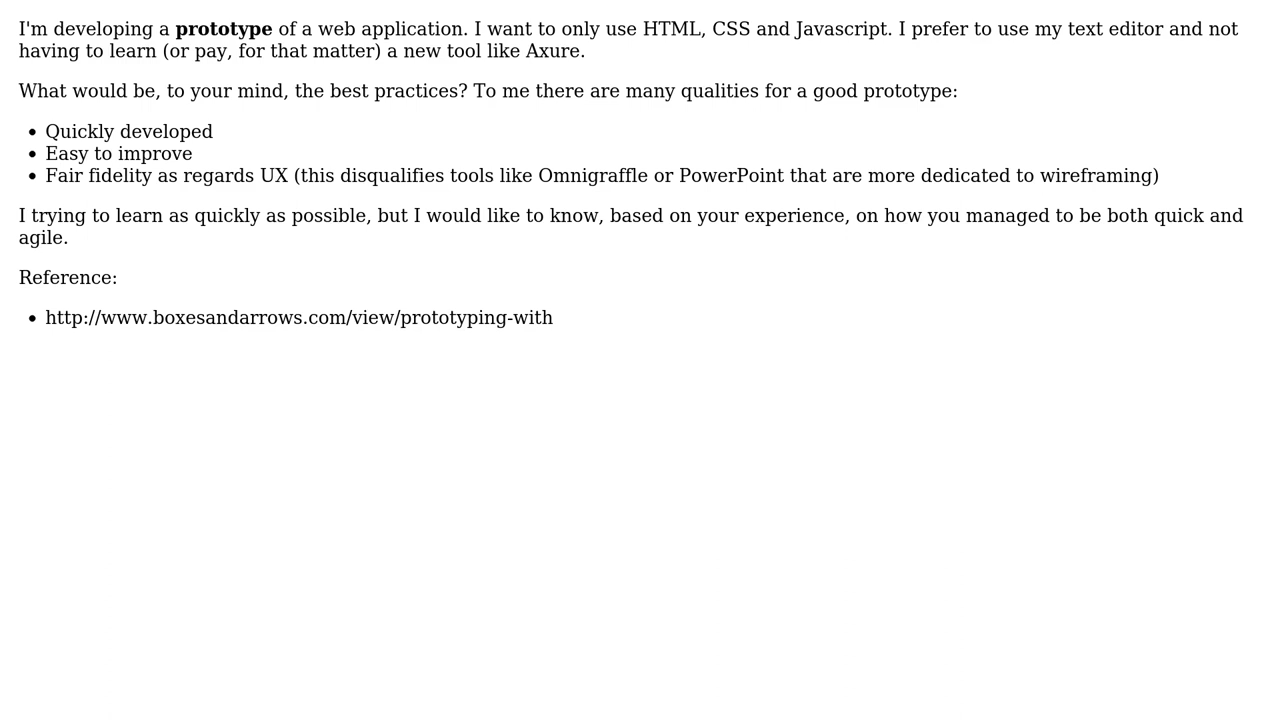 I'm developing a prototype of a web application. I want to only use HTML, CSS and Javascript. I prefer to use my text editor and not
having to learn (or pay, for that matter) a new tool like Axure.
What would be, to your mind, the best practices? To me there are many qualities for a good prototype:
• Quickly developed
• Easy to improve
• Fair fidelity as regards UX (this disqualifies tools like Omnigraffle or PowerPoint that are more dedicated to wireframing)
I trying to learn as quickly as possible, but I would like to know, based on your experience, on how you managed to be both quick and
agile.
Reference:
• http://www.boxesandarrows.com/view/prototyping-with